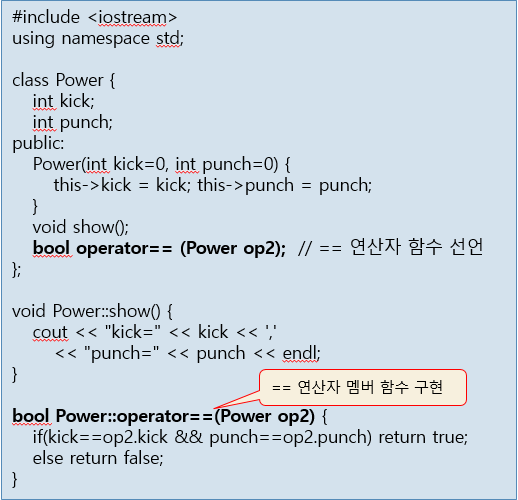 #include <iostream>
using namespace std;
class Power {
int kick;
int punch;
public:
Power(int kick=0, int punch=0) {
this->kick = kick; this->punch = punch;
}
void show();
bool operator== (Power op2); // == 연산자 함수 선언
};
void Power::show() {
cout << "kick=" << kick << ','
<< "punch=" << punch << endl;
}
== 연산자 멤버 함수 구현
bool Power::operator==(Power op2) {
if(kick==op2.kick && punch==op2.punch) return true;
else return false;
}